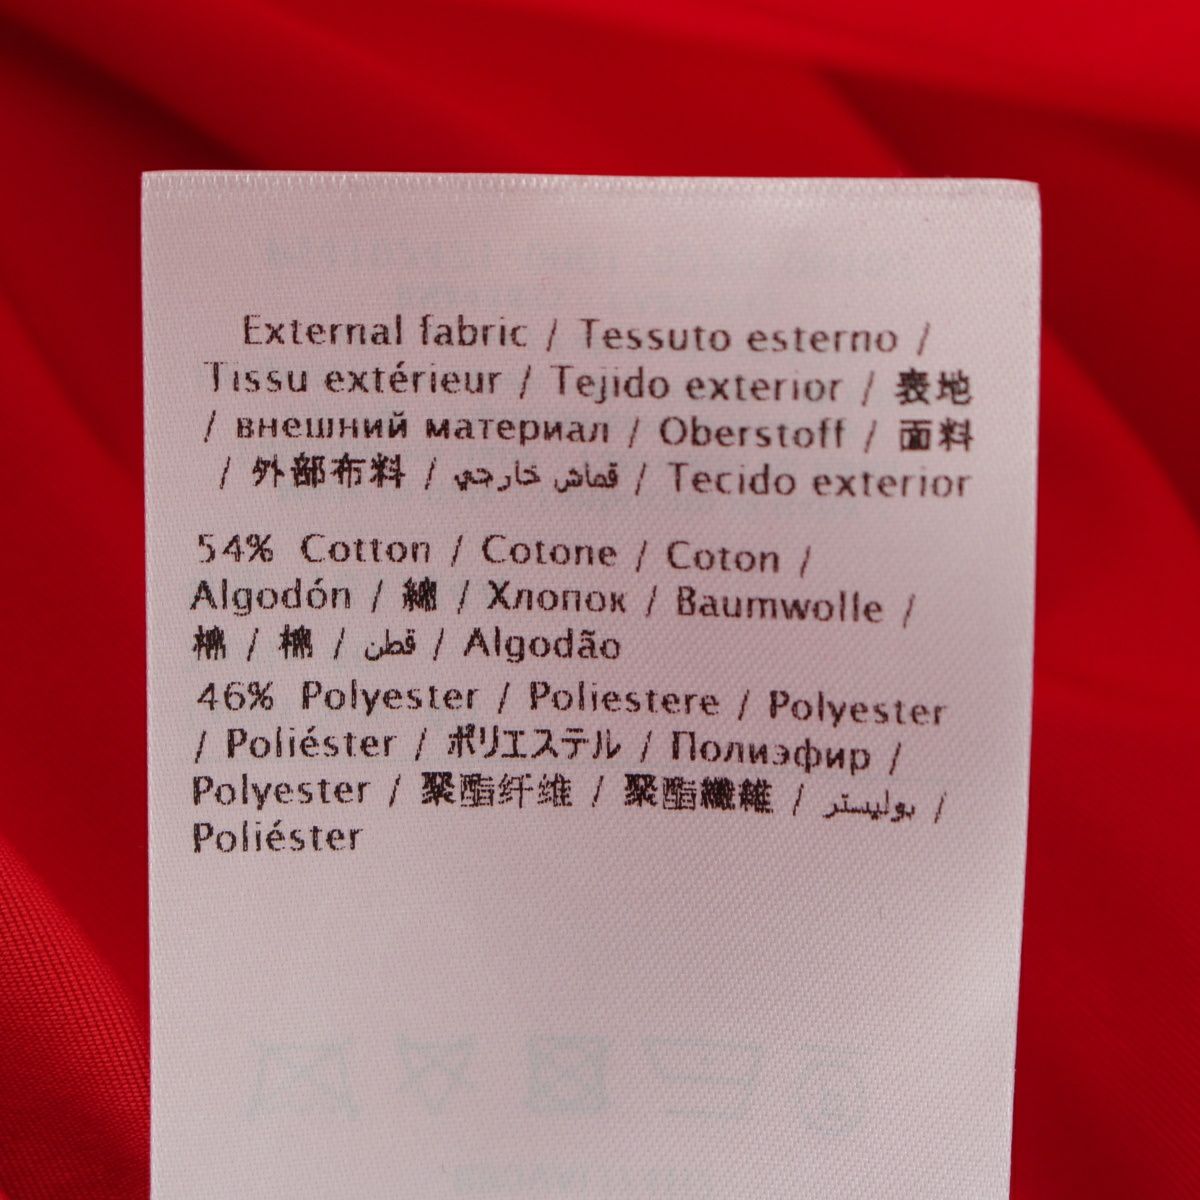 External fabric / Tessuto esterno /
Tissu extérieur / Tejido exterior / 表地
/ внешний материал / Oberstoff / 面料
/ 外部布料 / قماش خارجي / Tecido exterior
54% Cotton / Cotone / Coton /
Algodón / 綿 / Хлопок / Baumwolle /
棉 / 棉 / قطن / Algodão
46% Polyester / Poliestere / Polyester
/ Poliéster / ポリエステル / Полиэфир /
Polyester / 聚酯纤维 / 聚酯纖維 / بوليستر /
Poliéster